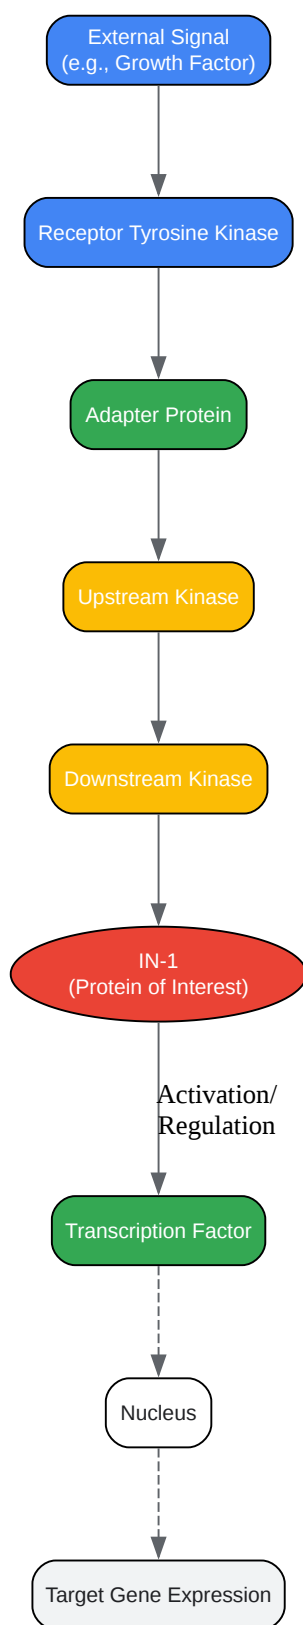 External Signal
(e.g., Growth Factor)
Receptor Tyrosine Kinase
Adapter Protein
Upstream Kinase
Downstream Kinase
IN-1
(Protein of Interest)
Activation/
Regulation
Transcription Factor
Nucleus
Target Gene Expression